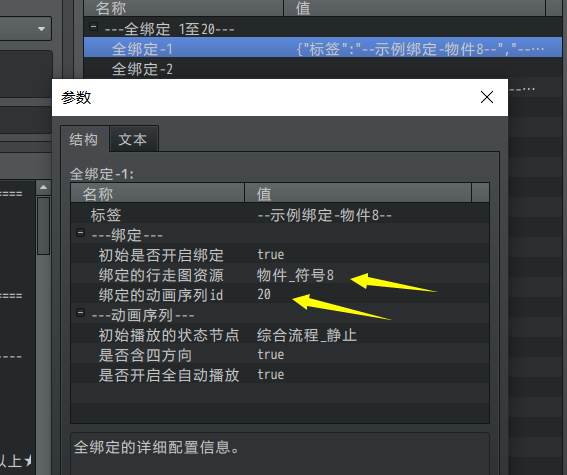 名称 值
---全绑定 1至20---
全绑定-1 {"标签":"--示例绑定-物件8--","--…
全绑定-2
--…
参数
结构 文本
====
全绑定-1:
名称 值
标签 --示例绑定-物件8--
---绑定---
初始是否开启绑定 true
绑定的行走图资源 物件_符号8
====
绑定的动画序列id 20
---动画序列---
初始播放的状态节点 综合流程_静止
----
是否含四方向 true
是否开启全自动播放 true
全绑定的详细配置信息。
以上★